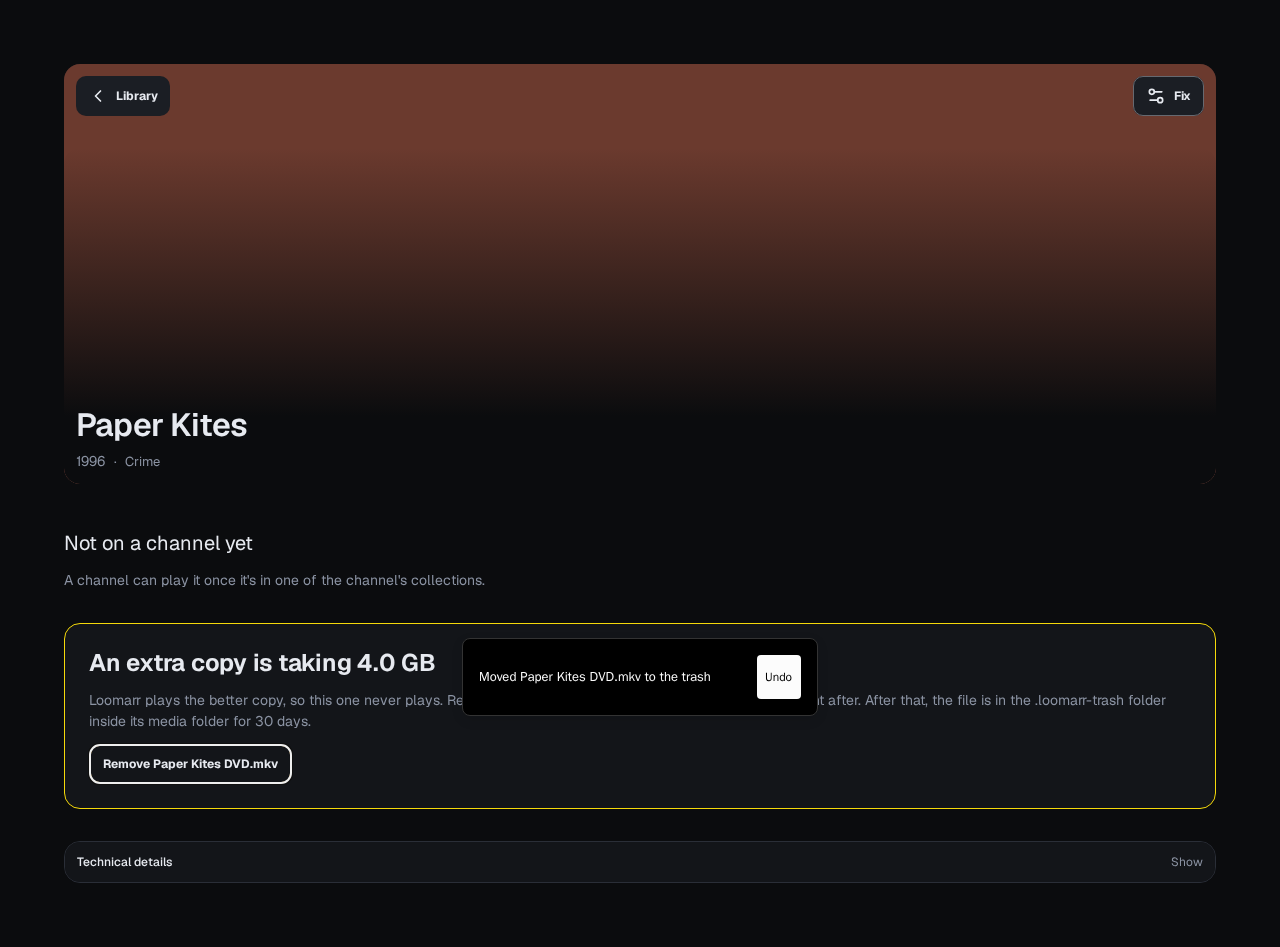 Library
Fix
Paper Kites
1996 · Crime
Not on a channel yet
A channel can play it once it's in one of the channel's collections.
An extra copy is taking 4.0 GB
Moved Paper Kites DVD.mkv to the trash
Undo
Loomarr plays the better copy, so this one never plays. after. After that, the file is in the .loomarr-trash folder
inside its media folder for 30 days.
Remove Paper Kites DVD.mkv
Technical details
Show